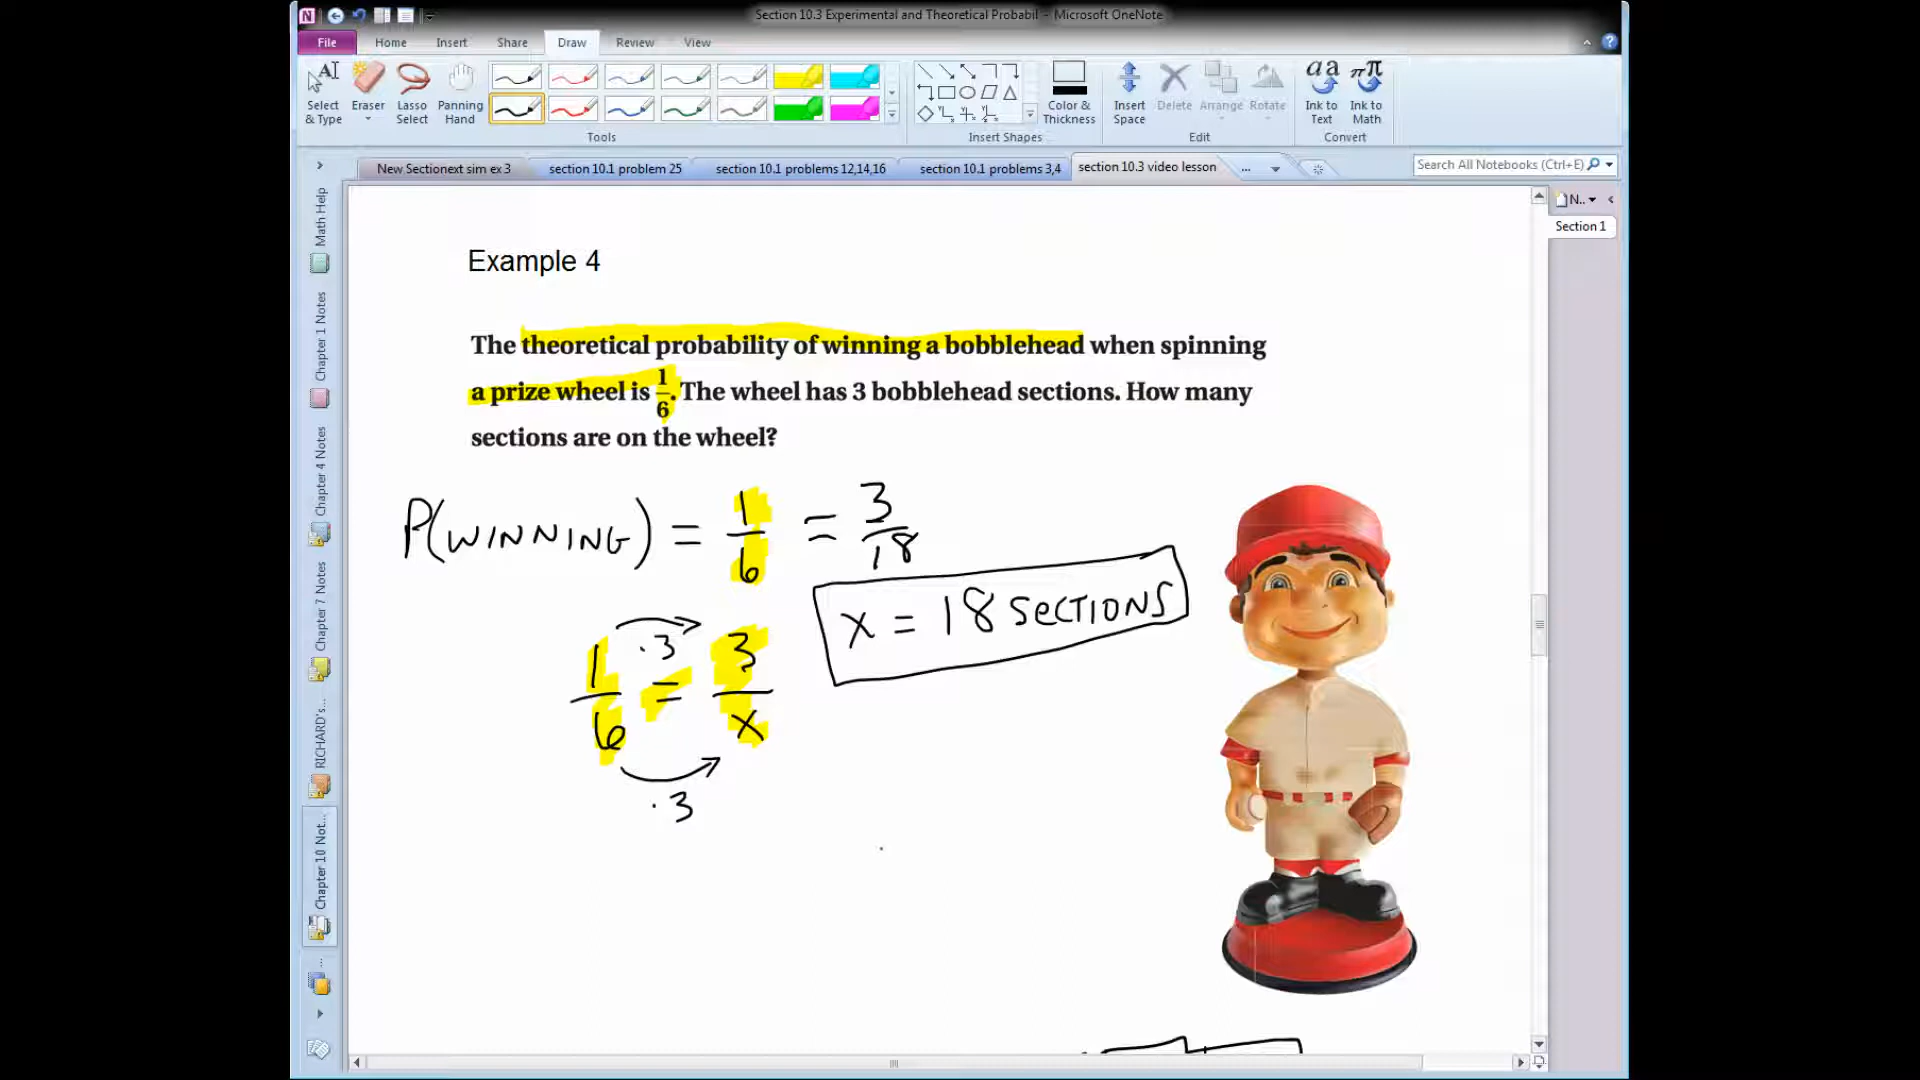 Section 10.3 Experimental and Theoretical Probabil - Microsoft OneNote
File Home Insert Share Draw Review View
Select & Type
Eraser
Lasso Select
Panning Hand
Tools
Insert Shapes
Color & Thickness
Insert Space
Delete
Arrange
Rotate
Edit
Ink to Text
Ink to Math
Convert
New Sectionext sim ex 3
section 10.1 problem 25
section 10.1 problems 12,14,16
section 10.1 problems 3,4
section 10.3 video lesson
...
Search All Notebooks (Ctrl+E)
N..
Section 1
Math Help
Chapter 1 Notes
Chapter 4 Notes
Chapter 7 Notes
RICHARD's...
Chapter 10 Not...
Example 4
The theoretical probability of winning a bobblehead when spinning
a prize wheel is 1/6. The wheel has 3 bobblehead sections. How many
sections are on the wheel?
P(WINNING) = 1/6 = 3/18
x = 18 SECTIONS
·3
1/6 = 3/x
·3